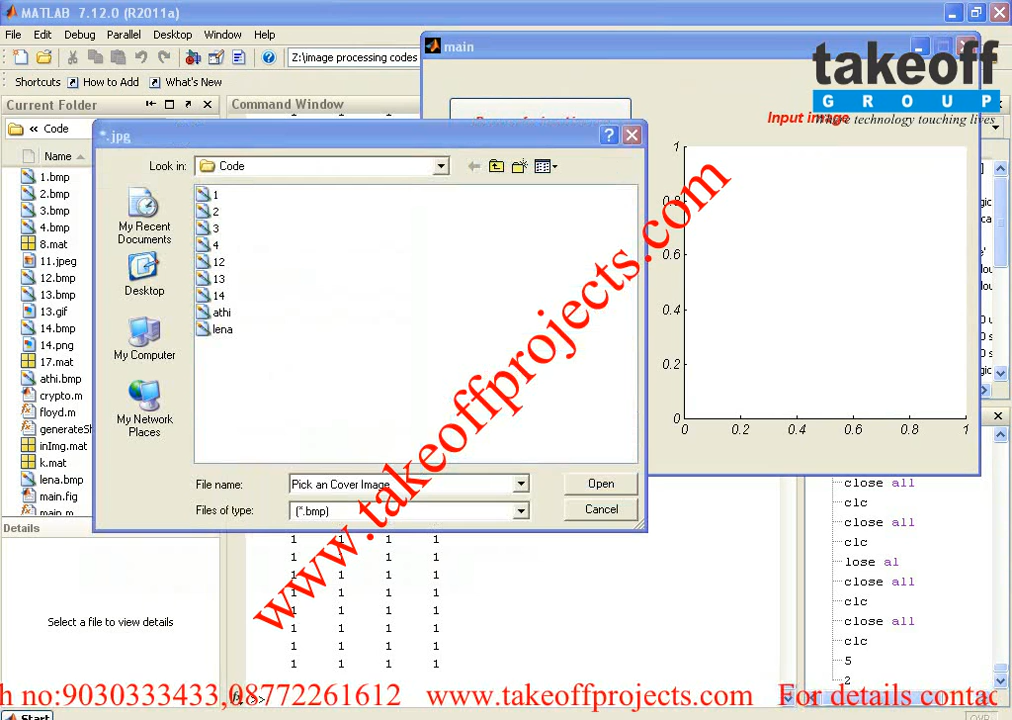 MATLAB 7.12.0 (R2011a)
File Edit Debug Parallel Desktop Window Help
Z:\image processing codes
Shortcuts How to Add What's New
Current Folder
Command Window
« Code
Name
1.bmp
2.bmp
3.bmp
4.bmp
8.mat
11.jpeg
12.bmp
13.bmp
13.gif
14.bmp
14.png
17.mat
athi.bmp
crypto.m
floyd.m
generateSh
inImg.mat
k.mat
lena.bmp
main.fig
main.m
Details
Select a file to view details
Start
main
takeoff
GROUP
Where technology touching lives
Input image
1
0.8
0.6
0.4
0.2
0
0 0.2 0.4 0.6 0.8 1
*.jpg
Look in: Code
My Recent Documents
Desktop
My Computer
My Network Places
1
2
3
4
12
13
14
athi
lena
File name: Pick an Cover Image Open
Files of type: (*.bmp) Cancel
www.takeoffprojects.com
1 1 1 1
1 1 1 1
1 1 1 1
1 1 1 1
1 1 1 1
1 1 1 1
1 1 1 1
1 1 1 1
close all
clc
close all
clc
lose al
close all
clc
close all
clc
5
2
h no:9030333433,08772261612 www.takeoffprojects.com For details contac
OVR